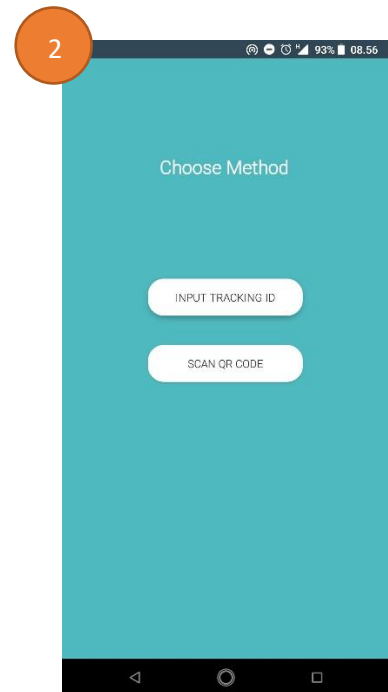 2
H 93% 08.56
Choose Method
INPUT TRACKING ID
SCAN QR CODE